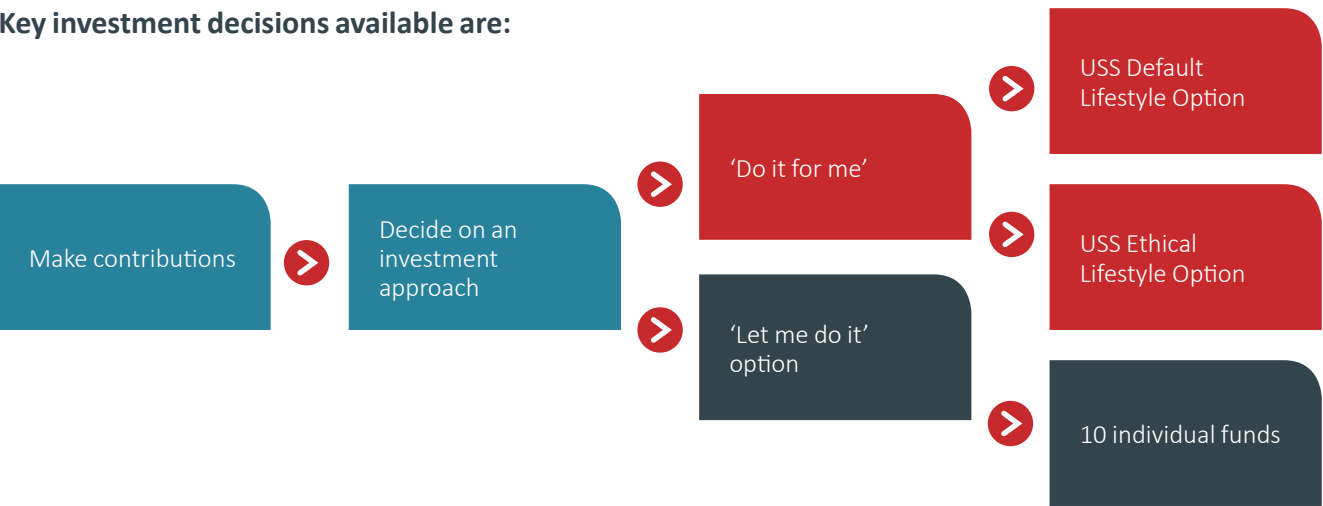 Key investment decisions available are:
Make contributions
Decide on an
investment
approach
‘Do it for me’
‘Let me do it’
option
USS Default
Lifestyle Option
USS Ethical
Lifestyle Option
10 individual funds